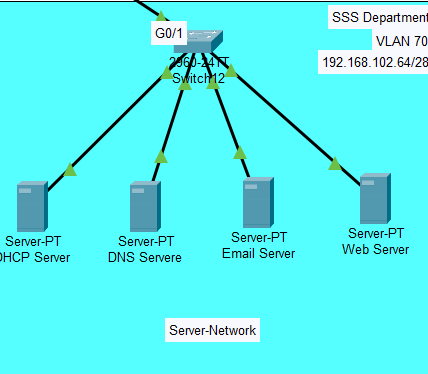 SSS Department
G0/1
VLAN 70
2960-24TT
192.168.102.64/28
Switch12
Server-PT
DHCP Server
Server-PT
DNS Servere
Server-PT
Email Server
Server-PT
Web Server
Server-Network